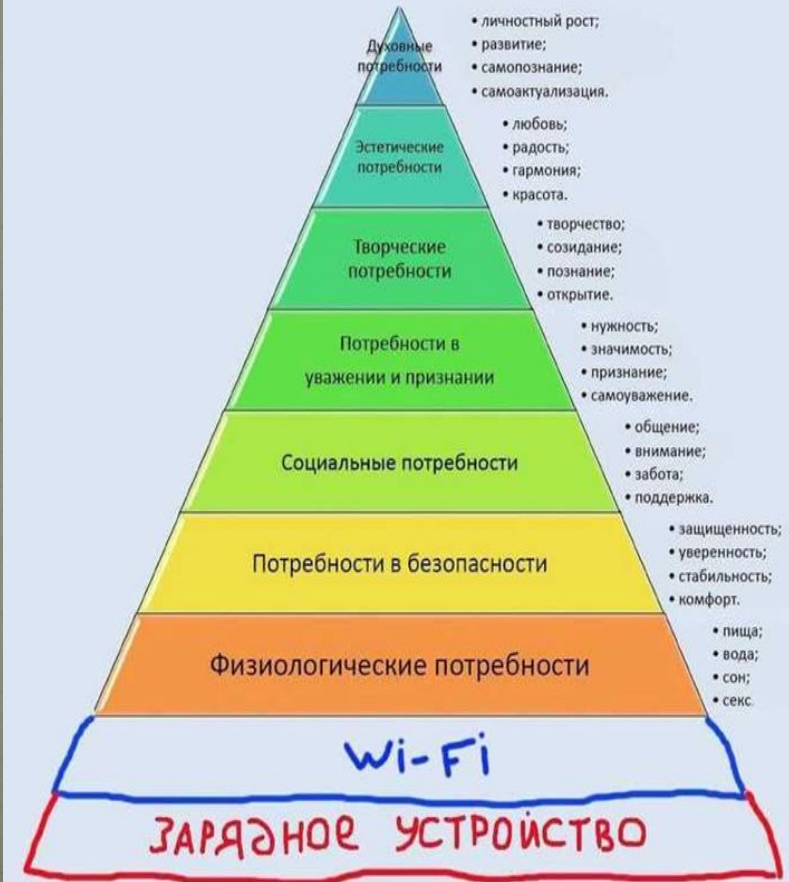 Духовные
потребности
• личностный рост;
• развитие;
• самопознание;
• самоактуализация.
Эстетические
потребности
• любовь;
• радость;
• гармония;
• красота.
Творческие
потребности
• творчество;
• созидание;
• познание;
• открытие.
Потребности в
уважении и признании
• нужность;
• значимость;
• признание;
• самоуважение.
Социальные потребности
• общение;
• внимание;
• забота;
• поддержка.
Потребности в безопасности
• защищенность;
• уверенность;
• стабильность;
• комфорт.
Физиологические потребности
• пища;
• вода;
• сон;
• секс.
Wi-Fi
ЗАРЯДНОЕ УСТРОЙСТВО